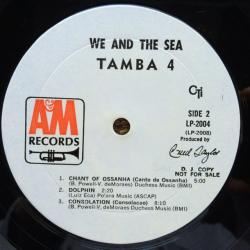 WE AND THE SEA
TAMBA 4
CTi
SIDE 2
LP-2004
(LP-2008)
Produced by
Creed Taylor
D. J. COPY
NOT FOR SALE
A&M
RECORDS
1. CHANT OF OSSANHA (Canto de Ossanha) 5:00
(B. Powell-V. deMoraes) Duchess Music (BMI)
2. DOLPHIN 2:20
(Luiz Eca) Peara Music (ASCAP)
3. CONSOLATION (Consolacao) 8:10
(B. Powell-V. deMoraes) Duchess Music (BMI)